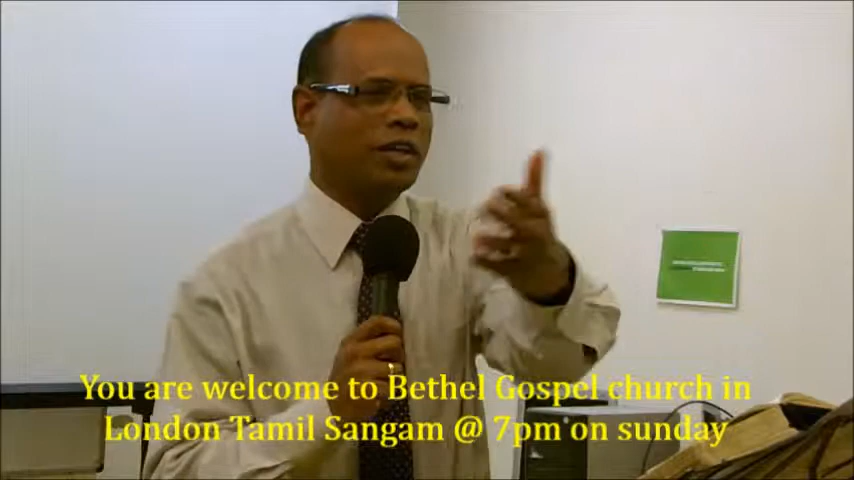 You are welcome to Bethel Gospel church in
London Tamil Sangam @ 7pm on sunday